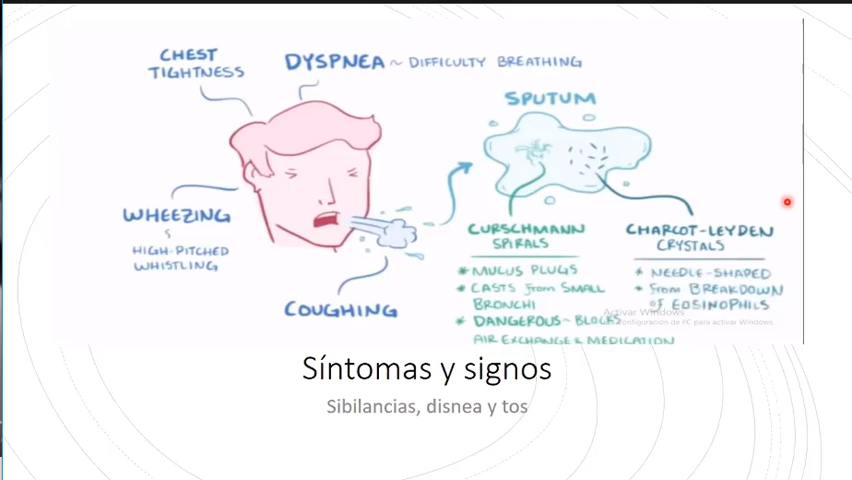 CHEST
TIGHTNESS
DYSPNEA ~ DIFFICULTY BREATHING
SPUTUM
WHEEZING
HIGH-PITCHED
WHISTLING
COUGHING
CURSCHMANN
SPIRALS
* MUCUS PLUGS
* CASTS from SMALL
BRONCHI
* DANGEROUS ~ BLOCKS
AIR EXCHANGE & MEDICATION
CHARCOT-LEYDEN
CRYSTALS
* NEEDLE-SHAPED
* from BREAKDOWN
of EOSINOPHILS
Activar Windows
Configuración de PC para activar Windows.
Síntomas y signos
Sibilancias, disnea y tos